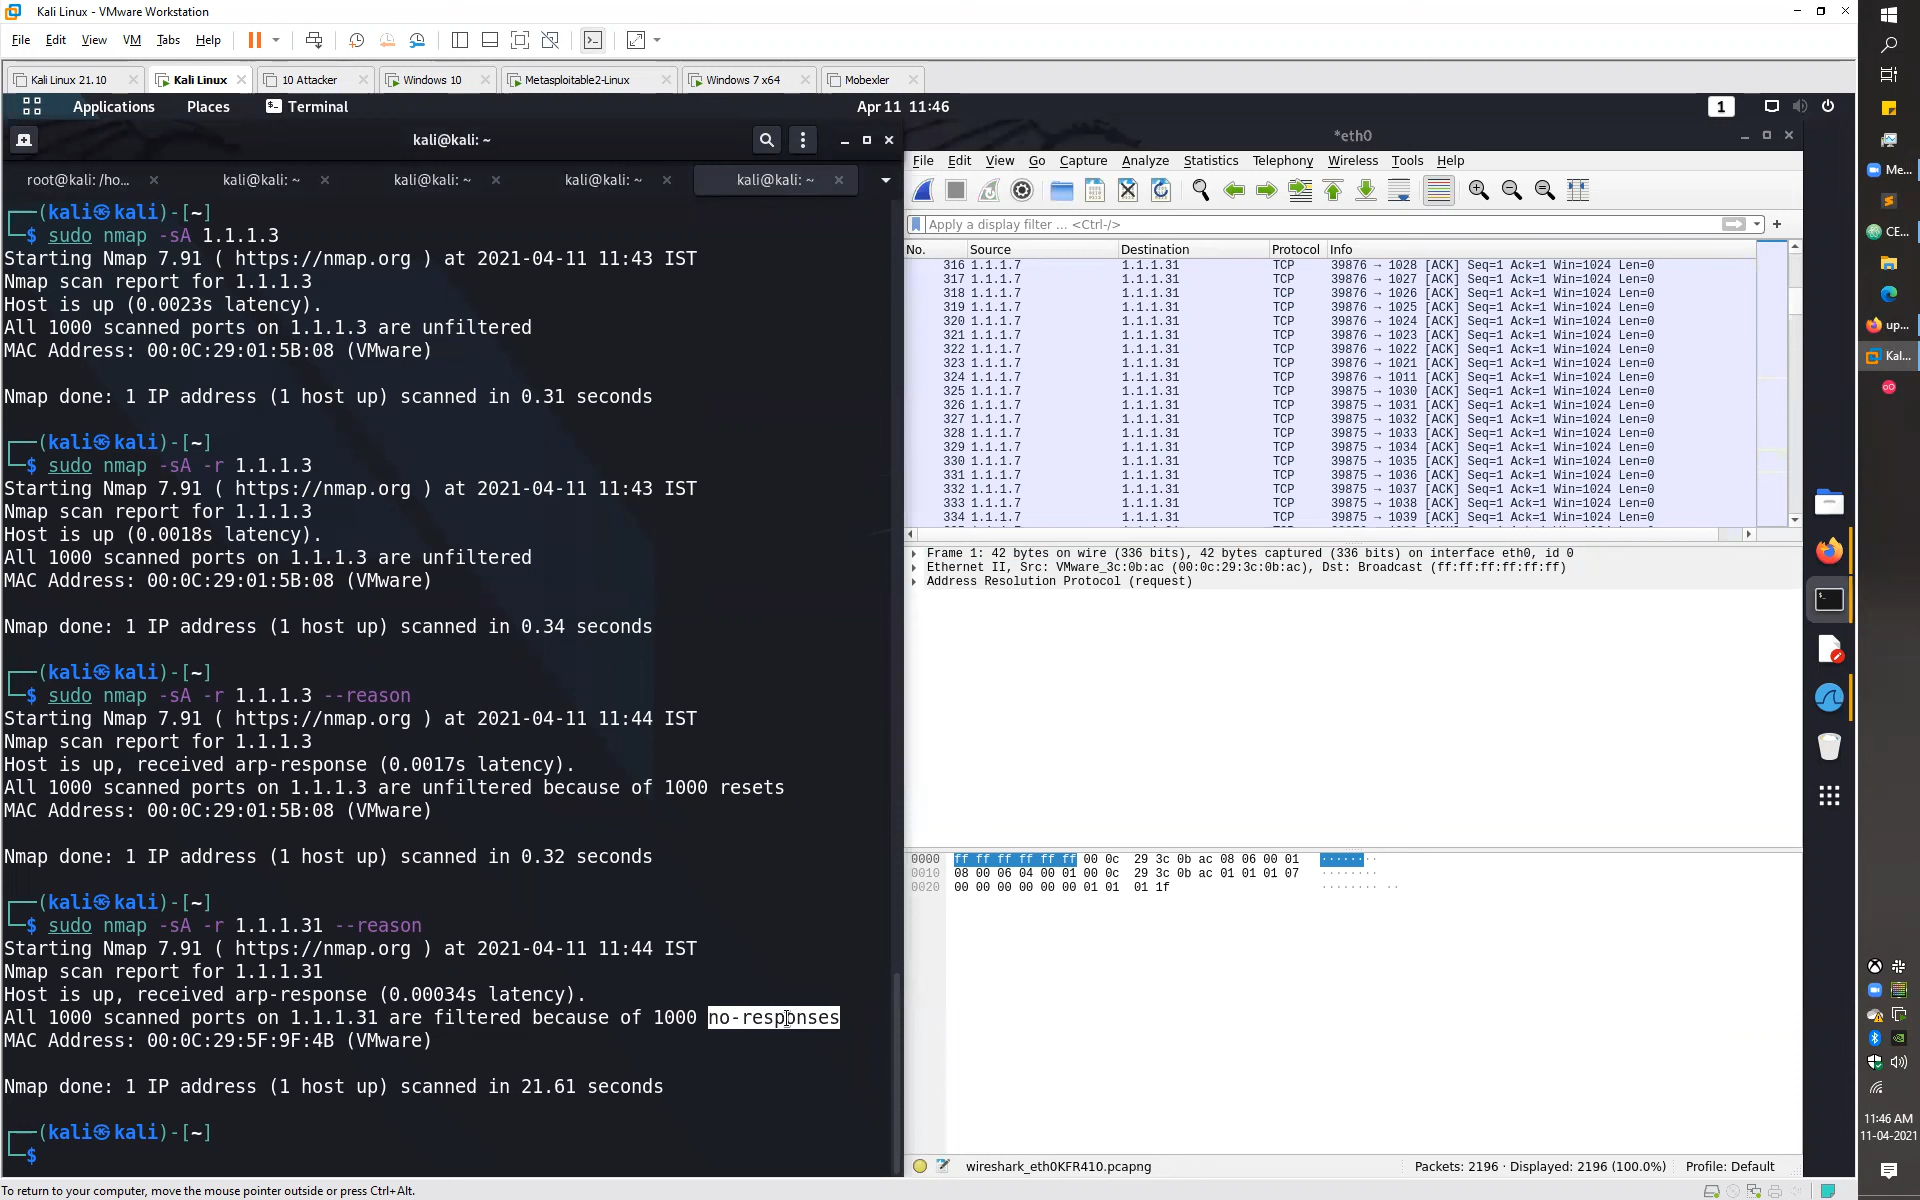 Kali Linux - VMware Workstation
File Edit View VM Tabs Help
Kali Linux 21.10 Kali Linux 10 Attacker Windows 10 Metasploitable2-Linux Windows 7 x64 Mobexler
Applications Places Terminal Apr 11 11:46 1
kali@kali: ~
root@kali: /ho... kali@kali: ~ kali@kali: ~ kali@kali: ~ kali@kali: ~
┌──(kali㉿kali)-[~]
└─$ sudo nmap -sA 1.1.1.3
Starting Nmap 7.91 ( https://nmap.org ) at 2021-04-11 11:43 IST
Nmap scan report for 1.1.1.3
Host is up (0.0023s latency).
All 1000 scanned ports on 1.1.1.3 are unfiltered
MAC Address: 00:0C:29:01:5B:08 (VMware)
Nmap done: 1 IP address (1 host up) scanned in 0.31 seconds
┌──(kali㉿kali)-[~]
└─$ sudo nmap -sA -r 1.1.1.3
Starting Nmap 7.91 ( https://nmap.org ) at 2021-04-11 11:43 IST
Nmap scan report for 1.1.1.3
Host is up (0.0018s latency).
All 1000 scanned ports on 1.1.1.3 are unfiltered
MAC Address: 00:0C:29:01:5B:08 (VMware)
Nmap done: 1 IP address (1 host up) scanned in 0.34 seconds
┌──(kali㉿kali)-[~]
└─$ sudo nmap -sA -r 1.1.1.3 --reason
Starting Nmap 7.91 ( https://nmap.org ) at 2021-04-11 11:44 IST
Nmap scan report for 1.1.1.3
Host is up, received arp-response (0.0017s latency).
All 1000 scanned ports on 1.1.1.3 are unfiltered because of 1000 resets
MAC Address: 00:0C:29:01:5B:08 (VMware)
Nmap done: 1 IP address (1 host up) scanned in 0.32 seconds
┌──(kali㉿kali)-[~]
└─$ sudo nmap -sA -r 1.1.1.31 --reason
Starting Nmap 7.91 ( https://nmap.org ) at 2021-04-11 11:44 IST
Nmap scan report for 1.1.1.31
Host is up, received arp-response (0.00034s latency).
All 1000 scanned ports on 1.1.1.31 are filtered because of 1000 no-responses
MAC Address: 00:0C:29:5F:9F:4B (VMware)
Nmap done: 1 IP address (1 host up) scanned in 21.61 seconds
┌──(kali㉿kali)-[~]
└─$
*eth0
File Edit View Go Capture Analyze Statistics Telephony Wireless Tools Help
Apply a display filter ... <Ctrl-/>
No. Source Destination Protocol Info
316 1.1.1.7 1.1.1.31 TCP 39876 → 1028 [ACK] Seq=1 Ack=1 Win=1024 Len=0
317 1.1.1.7 1.1.1.31 TCP 39876 → 1027 [ACK] Seq=1 Ack=1 Win=1024 Len=0
318 1.1.1.7 1.1.1.31 TCP 39876 → 1026 [ACK] Seq=1 Ack=1 Win=1024 Len=0
319 1.1.1.7 1.1.1.31 TCP 39876 → 1025 [ACK] Seq=1 Ack=1 Win=1024 Len=0
320 1.1.1.7 1.1.1.31 TCP 39876 → 1024 [ACK] Seq=1 Ack=1 Win=1024 Len=0
321 1.1.1.7 1.1.1.31 TCP 39876 → 1023 [ACK] Seq=1 Ack=1 Win=1024 Len=0
322 1.1.1.7 1.1.1.31 TCP 39876 → 1022 [ACK] Seq=1 Ack=1 Win=1024 Len=0
323 1.1.1.7 1.1.1.31 TCP 39876 → 1021 [ACK] Seq=1 Ack=1 Win=1024 Len=0
324 1.1.1.7 1.1.1.31 TCP 39876 → 1011 [ACK] Seq=1 Ack=1 Win=1024 Len=0
325 1.1.1.7 1.1.1.31 TCP 39875 → 1030 [ACK] Seq=1 Ack=1 Win=1024 Len=0
326 1.1.1.7 1.1.1.31 TCP 39875 → 1031 [ACK] Seq=1 Ack=1 Win=1024 Len=0
327 1.1.1.7 1.1.1.31 TCP 39875 → 1032 [ACK] Seq=1 Ack=1 Win=1024 Len=0
328 1.1.1.7 1.1.1.31 TCP 39875 → 1033 [ACK] Seq=1 Ack=1 Win=1024 Len=0
329 1.1.1.7 1.1.1.31 TCP 39875 → 1034 [ACK] Seq=1 Ack=1 Win=1024 Len=0
330 1.1.1.7 1.1.1.31 TCP 39875 → 1035 [ACK] Seq=1 Ack=1 Win=1024 Len=0
331 1.1.1.7 1.1.1.31 TCP 39875 → 1036 [ACK] Seq=1 Ack=1 Win=1024 Len=0
332 1.1.1.7 1.1.1.31 TCP 39875 → 1037 [ACK] Seq=1 Ack=1 Win=1024 Len=0
333 1.1.1.7 1.1.1.31 TCP 39875 → 1038 [ACK] Seq=1 Ack=1 Win=1024 Len=0
334 1.1.1.7 1.1.1.31 TCP 39875 → 1039 [ACK] Seq=1 Ack=1 Win=1024 Len=0
Frame 1: 42 bytes on wire (336 bits), 42 bytes captured (336 bits) on interface eth0, id 0
Ethernet II, Src: VMware_3c:0b:ac (00:0c:29:3c:0b:ac), Dst: Broadcast (ff:ff:ff:ff:ff:ff)
Address Resolution Protocol (request)
0000 ff ff ff ff ff ff 00 0c 29 3c 0b ac 08 06 00 01 ········
0010 08 00 06 04 00 01 00 0c 29 3c 0b ac 01 01 01 07 ········
0020 00 00 00 00 00 00 01 01 01 1f ········ ··
wireshark_eth0KFR410.pcapng Packets: 2196 · Displayed: 2196 (100.0%) Profile: Default
To return to your computer, move the mouse pointer outside or press Ctrl+Alt.
Me...
CE...
up...
Kal...
11:46 AM
11-04-2021